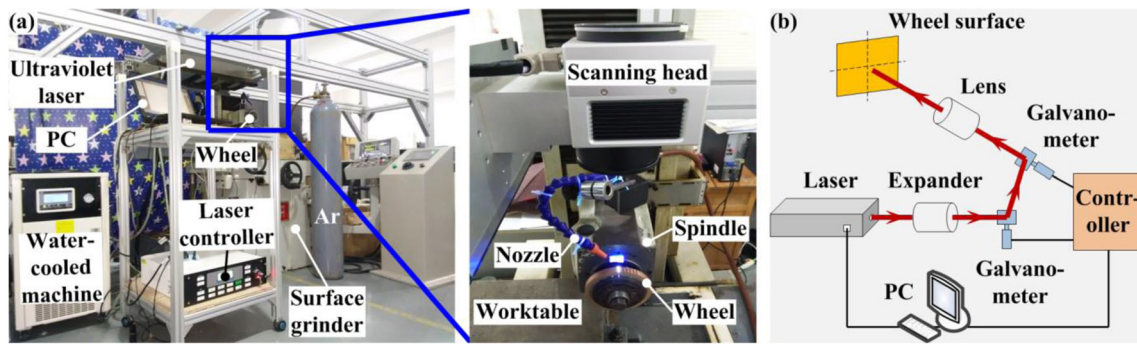 (a)
Ultraviolet
laser
PC
Wheel
Laser
controller
Ar
Water-
cooled
machine
Surface
grinder
Scanning head
Nozzle
Spindle
Worktable
Wheel
(b)
Wheel surface
Lens
Galvano-
meter
Laser
Expander
Contr-
oller
Galvano-
meter
PC